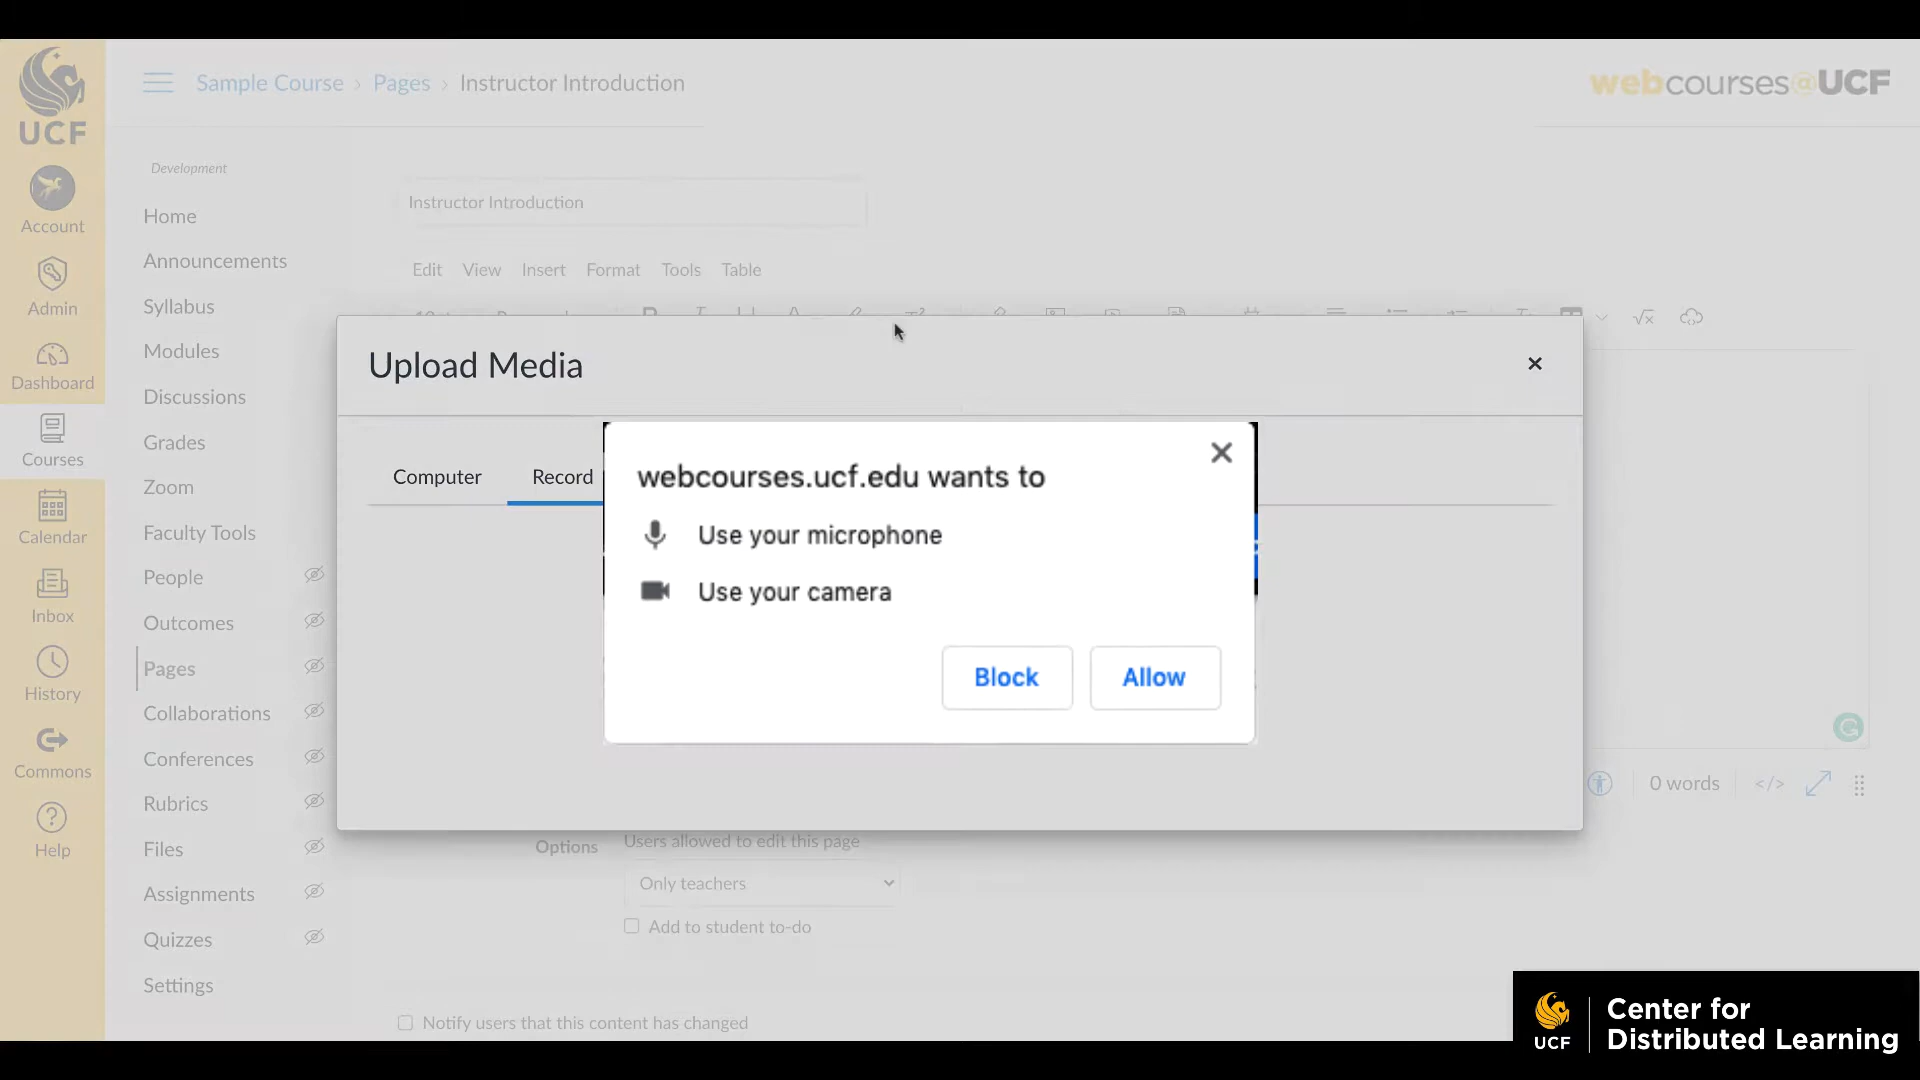 UCF
Account
Admin
Dashboard
Courses
Calendar
Inbox
History
Commons
Help
Sample Course › Pages › Instructor Introduction
webcourses@UCF
Development
Home
Announcements
Syllabus
Modules
Discussions
Grades
Zoom
Faculty Tools
People
Outcomes
Pages
Collaborations
Conferences
Rubrics
Files
Assignments
Quizzes
Settings
Instructor Introduction
Edit View Insert Format Tools Table
Upload Media
Computer Record
webcourses.ucf.edu wants to
Use your microphone
Use your camera
Block Allow
0 words </>
Options Users allowed to edit this page
Only teachers
Add to student to-do
Notify users that this content has changed
UCF
Center for
Distributed Learning